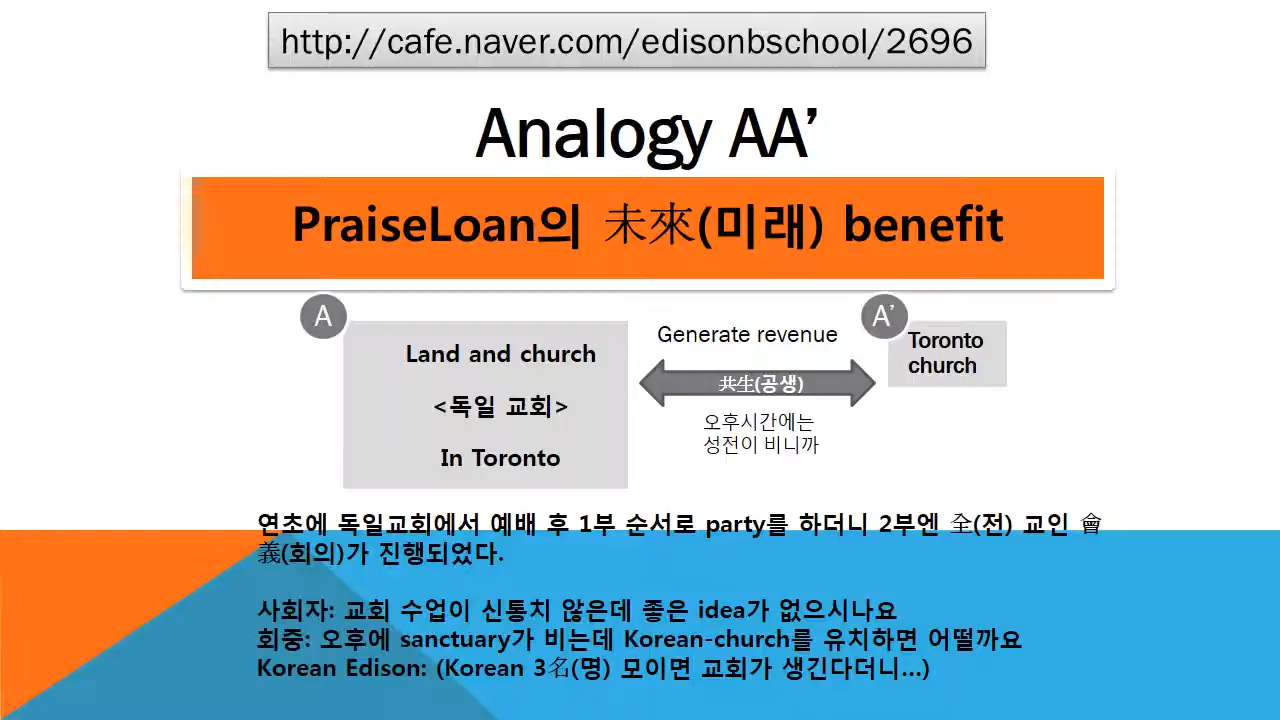 http://cafe.naver.com/edisonbschool/2696
Analogy AA’
PraiseLoan의 未來(미래) benefit
A
Land and church
<독일 교회>
In Toronto
Generate revenue
共生(공생)
오후시간에는
성전이 비니까
A’
Toronto
church
연초에 독일교회에서 예배 후 1부 순서로 party를 하더니 2부엔 全(전) 교인 會
義(회의)가 진행되었다.
사회자: 교회 수업이 신통치 않은데 좋은 idea가 없으시나요
회중: 오후에 sanctuary가 비는데 Korean-church를 유치하면 어떨까요
Korean Edison: (Korean 3名(명) 모이면 교회가 생긴다더니...)